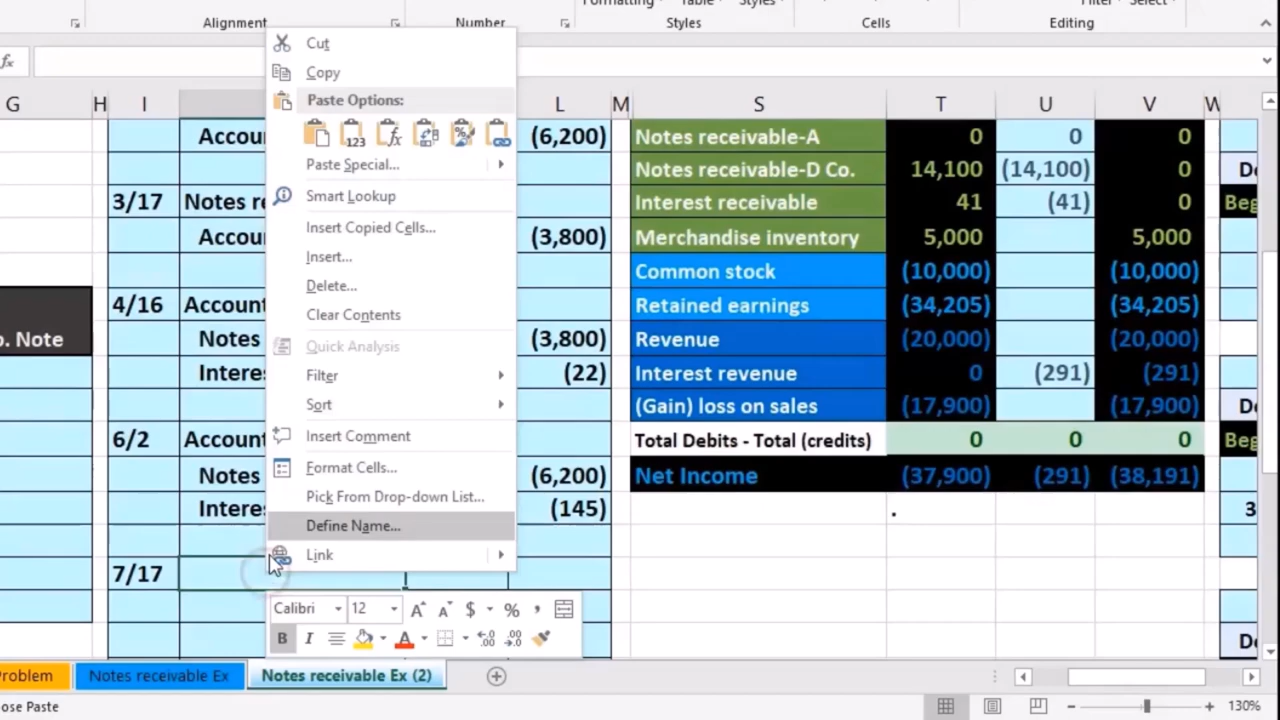 Formatting Table Styles Filter Select
Alignment Number Styles Cells Editing
fx
G H I L M S T U V W
Cut
Copy
Paste Options:
123 fx %
Paste Special...
Smart Lookup
Insert Copied Cells...
Insert...
Delete...
Clear Contents
Quick Analysis
Filter
Sort
Insert Comment
Format Cells...
Pick From Drop-down List...
Define Name...
Link
Calibri 12 A A $ % ,
B I A
Accou (6,200)
3/17 Notes re
Accou (3,800)
4/16 Account
o. Note Notes (3,800)
Interes (22)
6/2 Account
Notes (6,200)
Interes (145)
7/17
Notes receivable-A 0 0 0
Notes receivable-D Co. 14,100 (14,100) 0 De
Interest receivable 41 (41) 0 Beg
Merchandise inventory 5,000 5,000
Common stock (10,000) (10,000)
Retained earnings (34,205) (34,205)
Revenue (20,000) (20,000)
Interest revenue 0 (291) (291)
(Gain) loss on sales (17,900) (17,900) De
Total Debits - Total (credits) 0 0 0 Beg
Net Income (37,900) (291) (38,191)
. 3
De
Problem Notes receivable Ex Notes receivable Ex (2)
ose Paste 130%